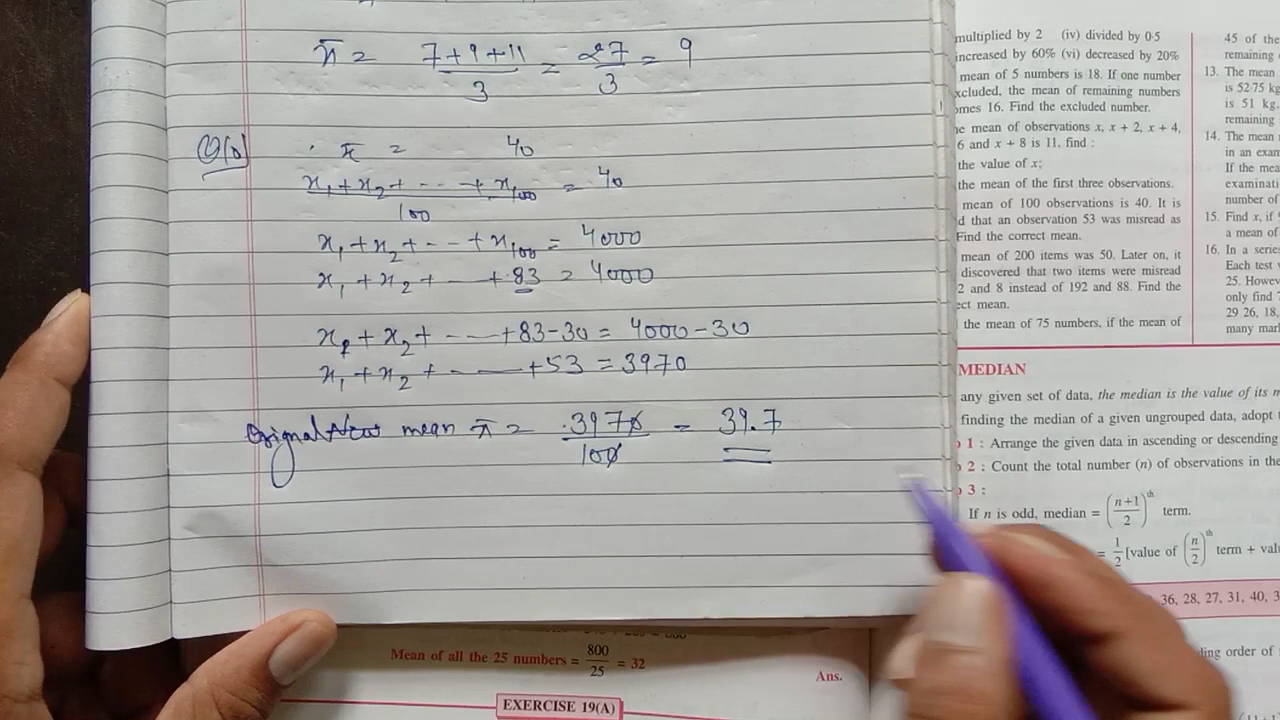 x̄ = 7+9+11/3 = 27/3 = 9
Q10 x̄ = 40
x₁+x₂+ - - - + x₁₀₀/100 = 40
x₁+x₂+ - - - +x₁₀₀ = 4000
x₁+x₂+ - - +83 = 4000
x₁+x₂+ - - - +83-30 = 4000-30
x₁+x₂+ - - - +53 = 3970
Orignal New mean x̄ = 3970/100 = 39.7
Mean of all the 25 numbers = 800/25 = 32
Ans.
EXERCISE 19(A)
multiplied by 2 (iv) divided by 0·5
increased by 60% (vi) decreased by 20%
mean of 5 numbers is 18. If one number
xcluded, the mean of remaining numbers
omes 16. Find the excluded number.
e mean of observations x, x + 2, x + 4,
6 and x + 8 is 11, find :
the value of x;
the mean of the first three observations.
mean of 100 observations is 40. It is
d that an observation 53 was misread as
Find the correct mean.
mean of 200 items was 50. Later on, it
discovered that two items were misread
2 and 8 instead of 192 and 88. Find the
ect mean.
the mean of 75 numbers, if the mean of
45 of the
remaining
13. The mean
is 52·75 kg
is 51 kg,
remaining
14. The mean
in an exam
If the mea
examinati
number of
15. Find x, if
a mean of
16. In a serie
Each test
25. Howev
only find
29 26, 18,
many mar
MEDIAN
any given set of data, the median is the value of its m
finding the median of a given ungrouped data, adopt
1 : Arrange the given data in ascending or descending
2 : Count the total number (n) of observations in the
3 :
If n is odd, median = (n+1/2)th term.
= 1/2 [value of (n/2)th term + val
36, 28, 27, 31, 40, 3
ding order of